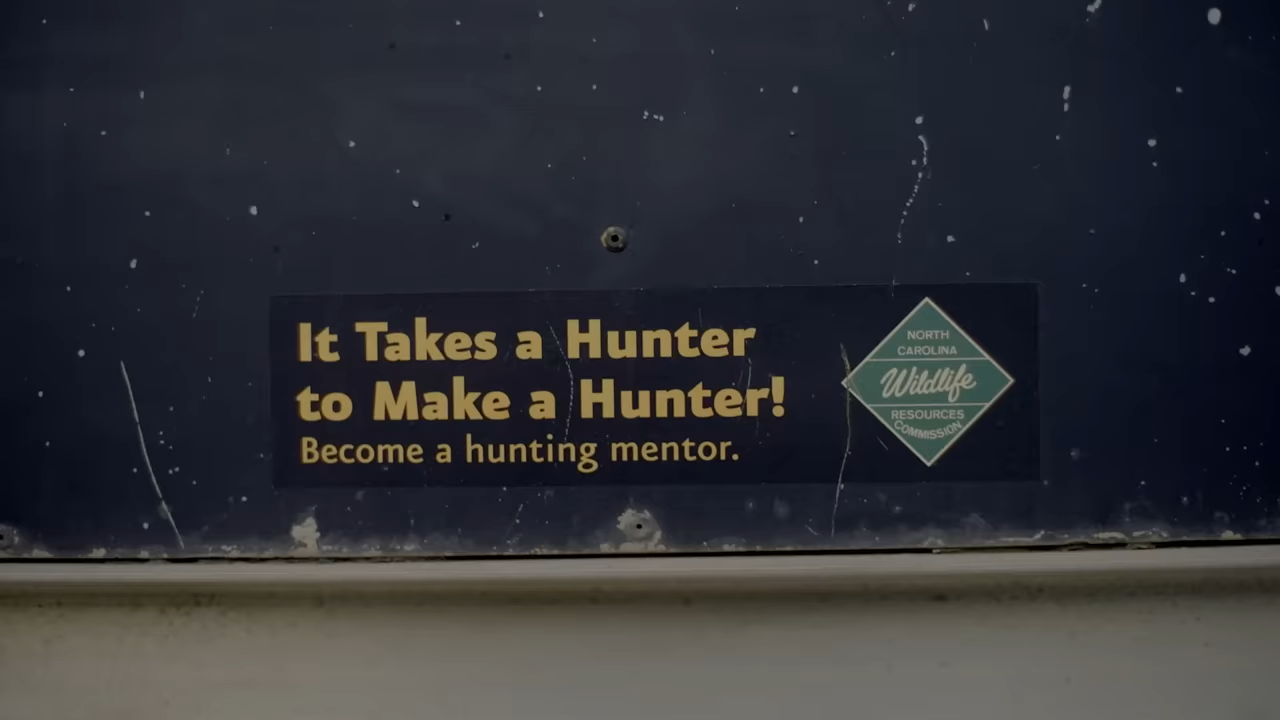 It Takes a Hunter
to Make a Hunter!
Become a hunting mentor.
NORTH
CAROLINA
Wildlife
RESOURCES
COMMISSION